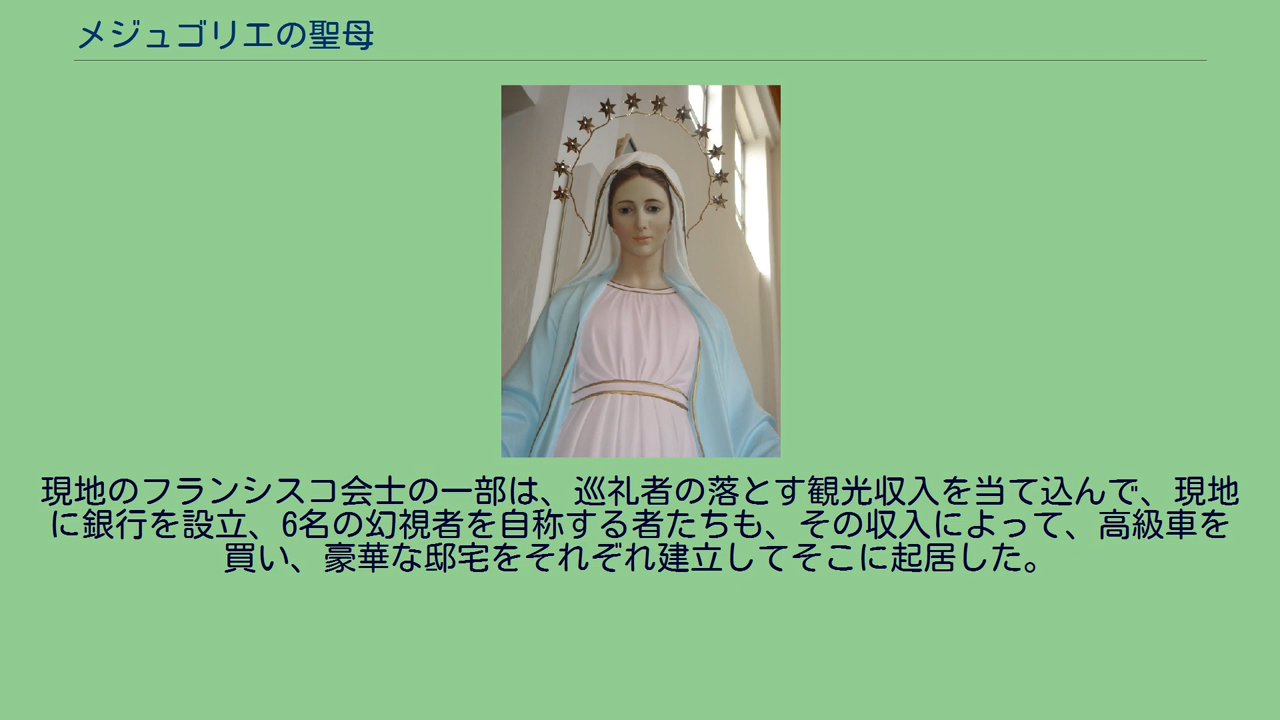 メジュゴリエの聖母
現地のフランシスコ会士の一部は、巡礼者の落とす観光収入を当て込んで、現地
に銀行を設立、6名の幻視者を自称する者たちも、その収入によって、高級車を
買い、豪華な邸宅をそれぞれ建立してそこに起居した。